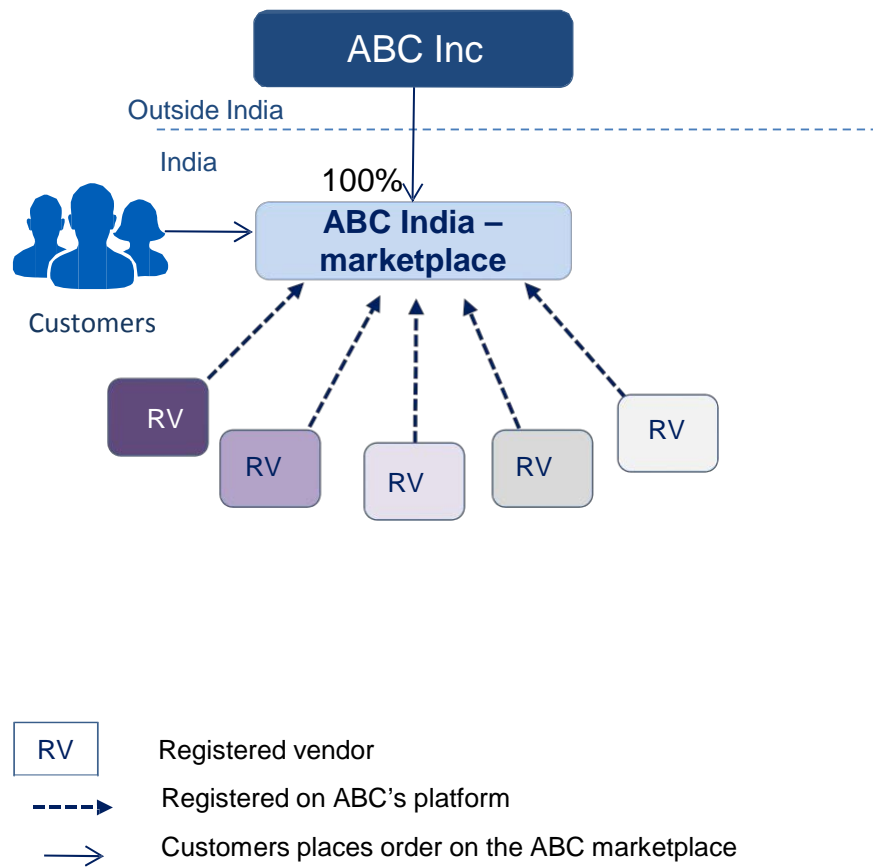 ABC Inc
Outside India
India
100%
ABC India –
marketplace
Customers
RV
RV
RV
RV
RV
RV
Registered vendor
Registered on ABC’s platform
Customers places order on the ABC marketplace